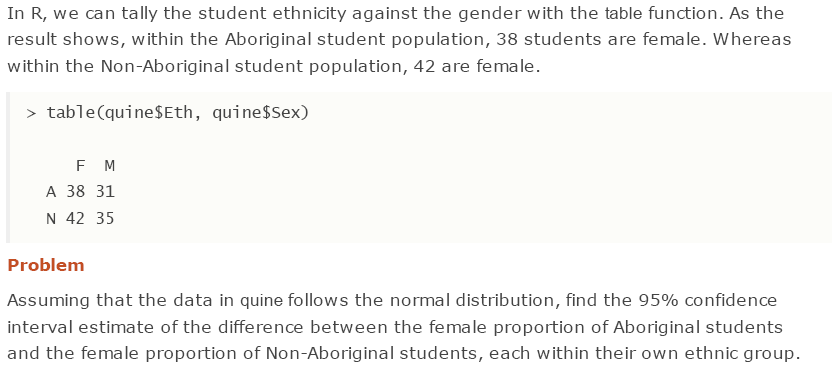 In R, we can tally the student ethnicity against the gender with the table function. As the
result shows, within the Aboriginal student population, 38 students are female. Whereas
within the Non-Aboriginal student population, 42 are female.
> table(quine$Eth, quine$Sex)
F M
A 38 31
N 42 35
Problem
Assuming that the data in quine follows the normal distribution, find the 95% confidence
interval estimate of the difference between the female proportion of Aboriginal students
and the female proportion of Non-Aboriginal students, each within their own ethnic group.